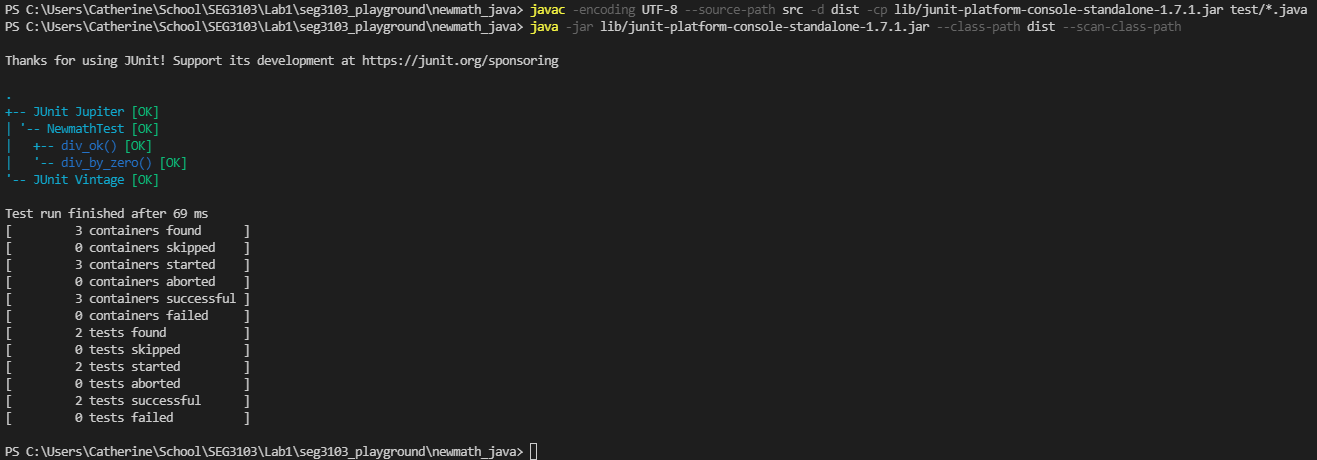 PS C:\Users\Catherine\School\SEG3103\Lab1\seg3103_playground\newmath_java> javac -encoding UTF-8 --source-path src -d dist -cp lib/junit-platform-console-standalone-1.7.1.jar test/*.java
PS C:\Users\Catherine\School\SEG3103\Lab1\seg3103_playground\newmath_java> java -jar lib/junit-platform-console-standalone-1.7.1.jar --class-path dist --scan-class-path

Thanks for using JUnit! Support its development at https://junit.org/sponsoring

.
+-- JUnit Jupiter [OK]
| '-- NewmathTest [OK]
|   +-- div_ok() [OK]
|   '-- div_by_zero() [OK]
'-- JUnit Vintage [OK]

Test run finished after 69 ms
[         3 containers found      ]
[         0 containers skipped    ]
[         3 containers started    ]
[         0 containers aborted    ]
[         3 containers successful ]
[         0 containers failed     ]
[         2 tests found           ]
[         0 tests skipped         ]
[         2 tests started         ]
[         0 tests aborted         ]
[         2 tests successful      ]
[         0 tests failed          ]

PS C:\Users\Catherine\School\SEG3103\Lab1\seg3103_playground\newmath_java>